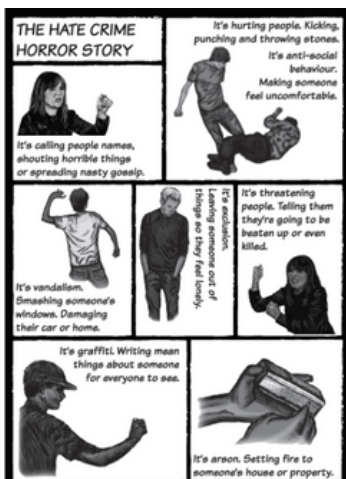 THE HATE CRIME
HORROR STORY
It's calling people names,
shouting horrible things
or spreading nasty gossip.
It's hurting people. Kicking,
punching and throwing stones.
It's anti-social
behaviour.
Making someone
feel uncomfortable.
It's vandalism.
Smashing someone's
windows. Damaging
their car or home.
It's exclusion.
Leaving someone out of
things so they feel lonely.
It's threatening
people. Telling them
they're going to be
beaten up or even
killed.
It's graffiti. Writing mean
things about someone
for everyone to see.
It's arson. Setting fire to
someone's house or property.